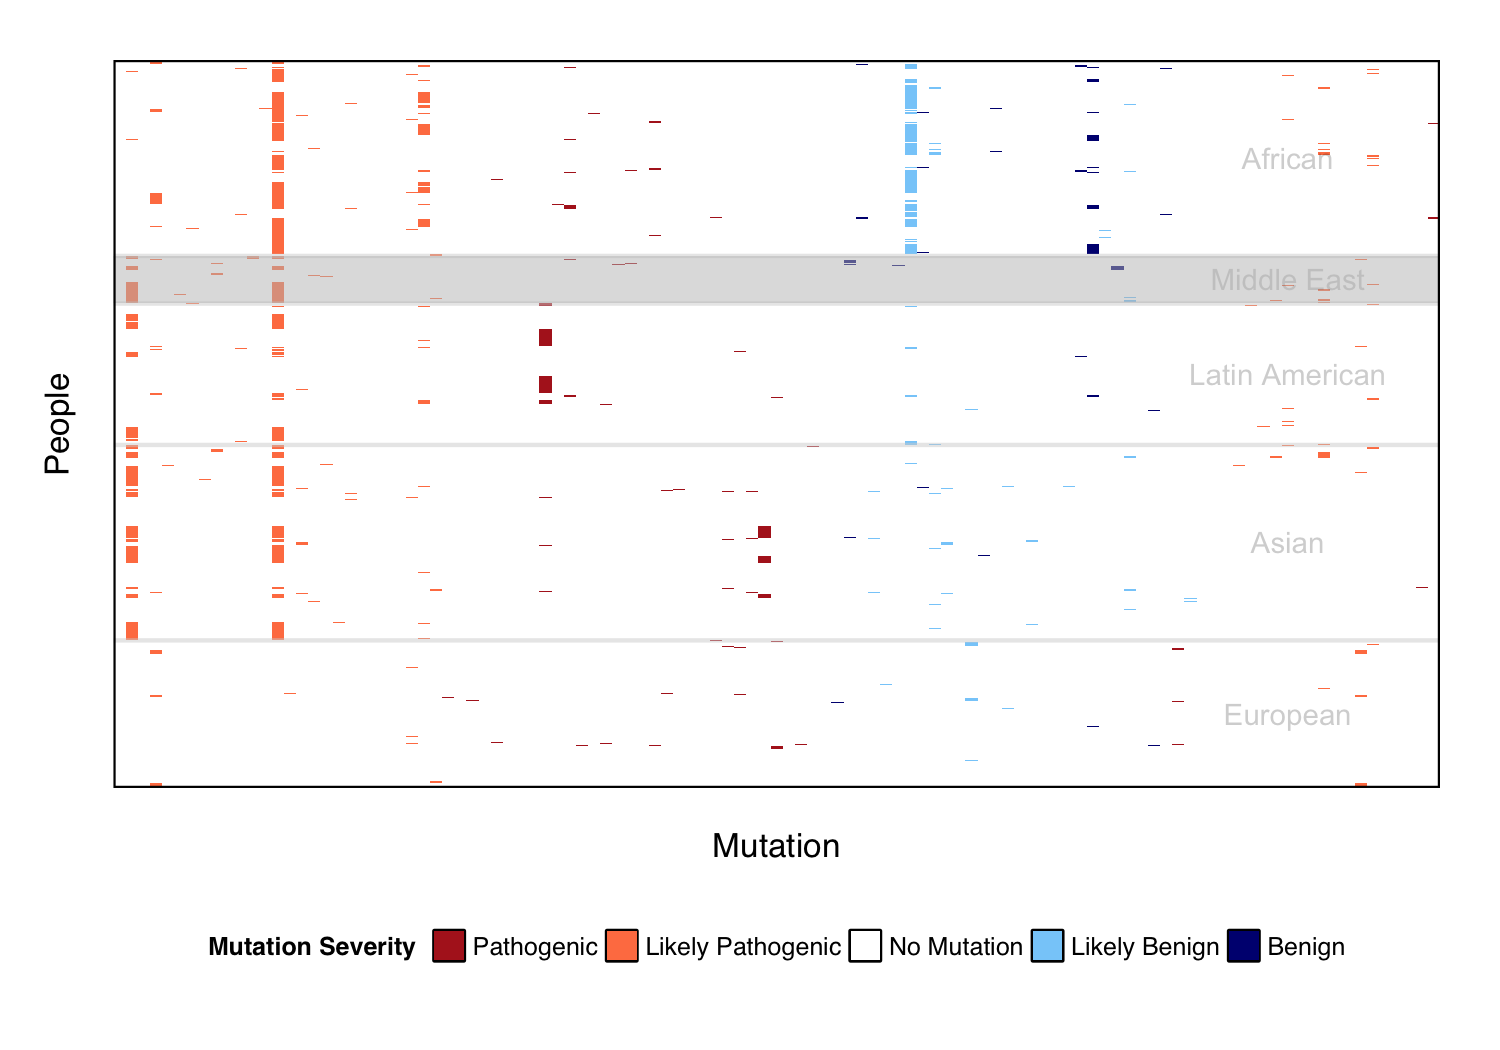 African
Middle East
Latin American
Asian
European
People
Mutation
Mutation Severity Pathogenic Likely Pathogenic No Mutation Likely Benign Benign